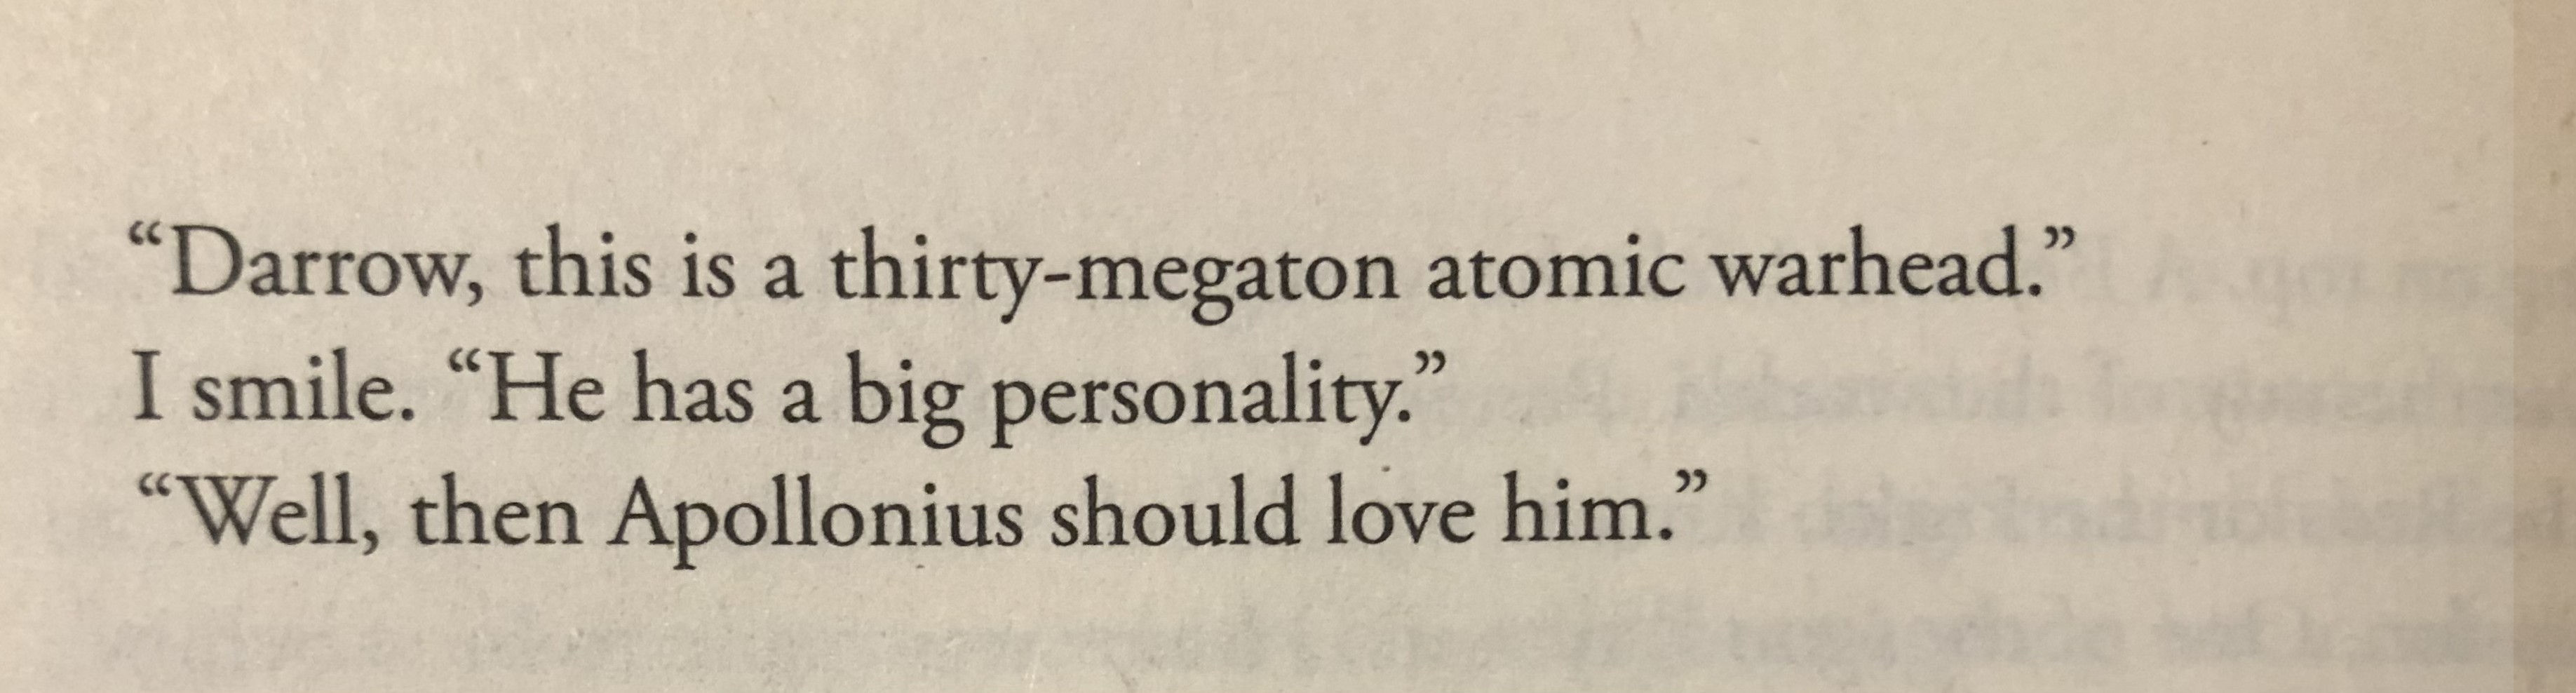 “Darrow, this is a thirty-megaton atomic warhead.”
I smile. “He has a big personality.”
“Well, then Apollonius should love him.”